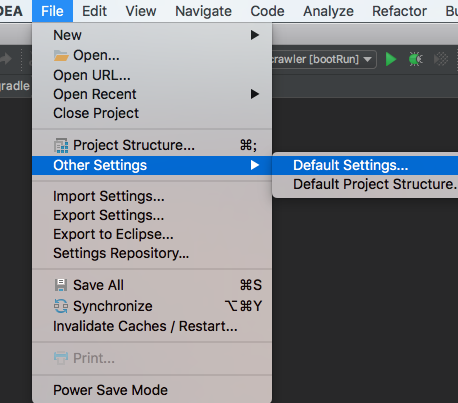 DEA File Edit View Navigate Code Analyze Refactor Bu
New
Open...
crawler [bootRun]
Open URL...
gradle
Open Recent
Close Project
Project Structure... ⌘;
Other Settings
Default Settings...
Default Project Structure.
Import Settings...
Export Settings...
Export to Eclipse...
Settings Repository...
Save All ⌘S
Synchronize ⌥⌘Y
Invalidate Caches / Restart...
Print...
Power Save Mode